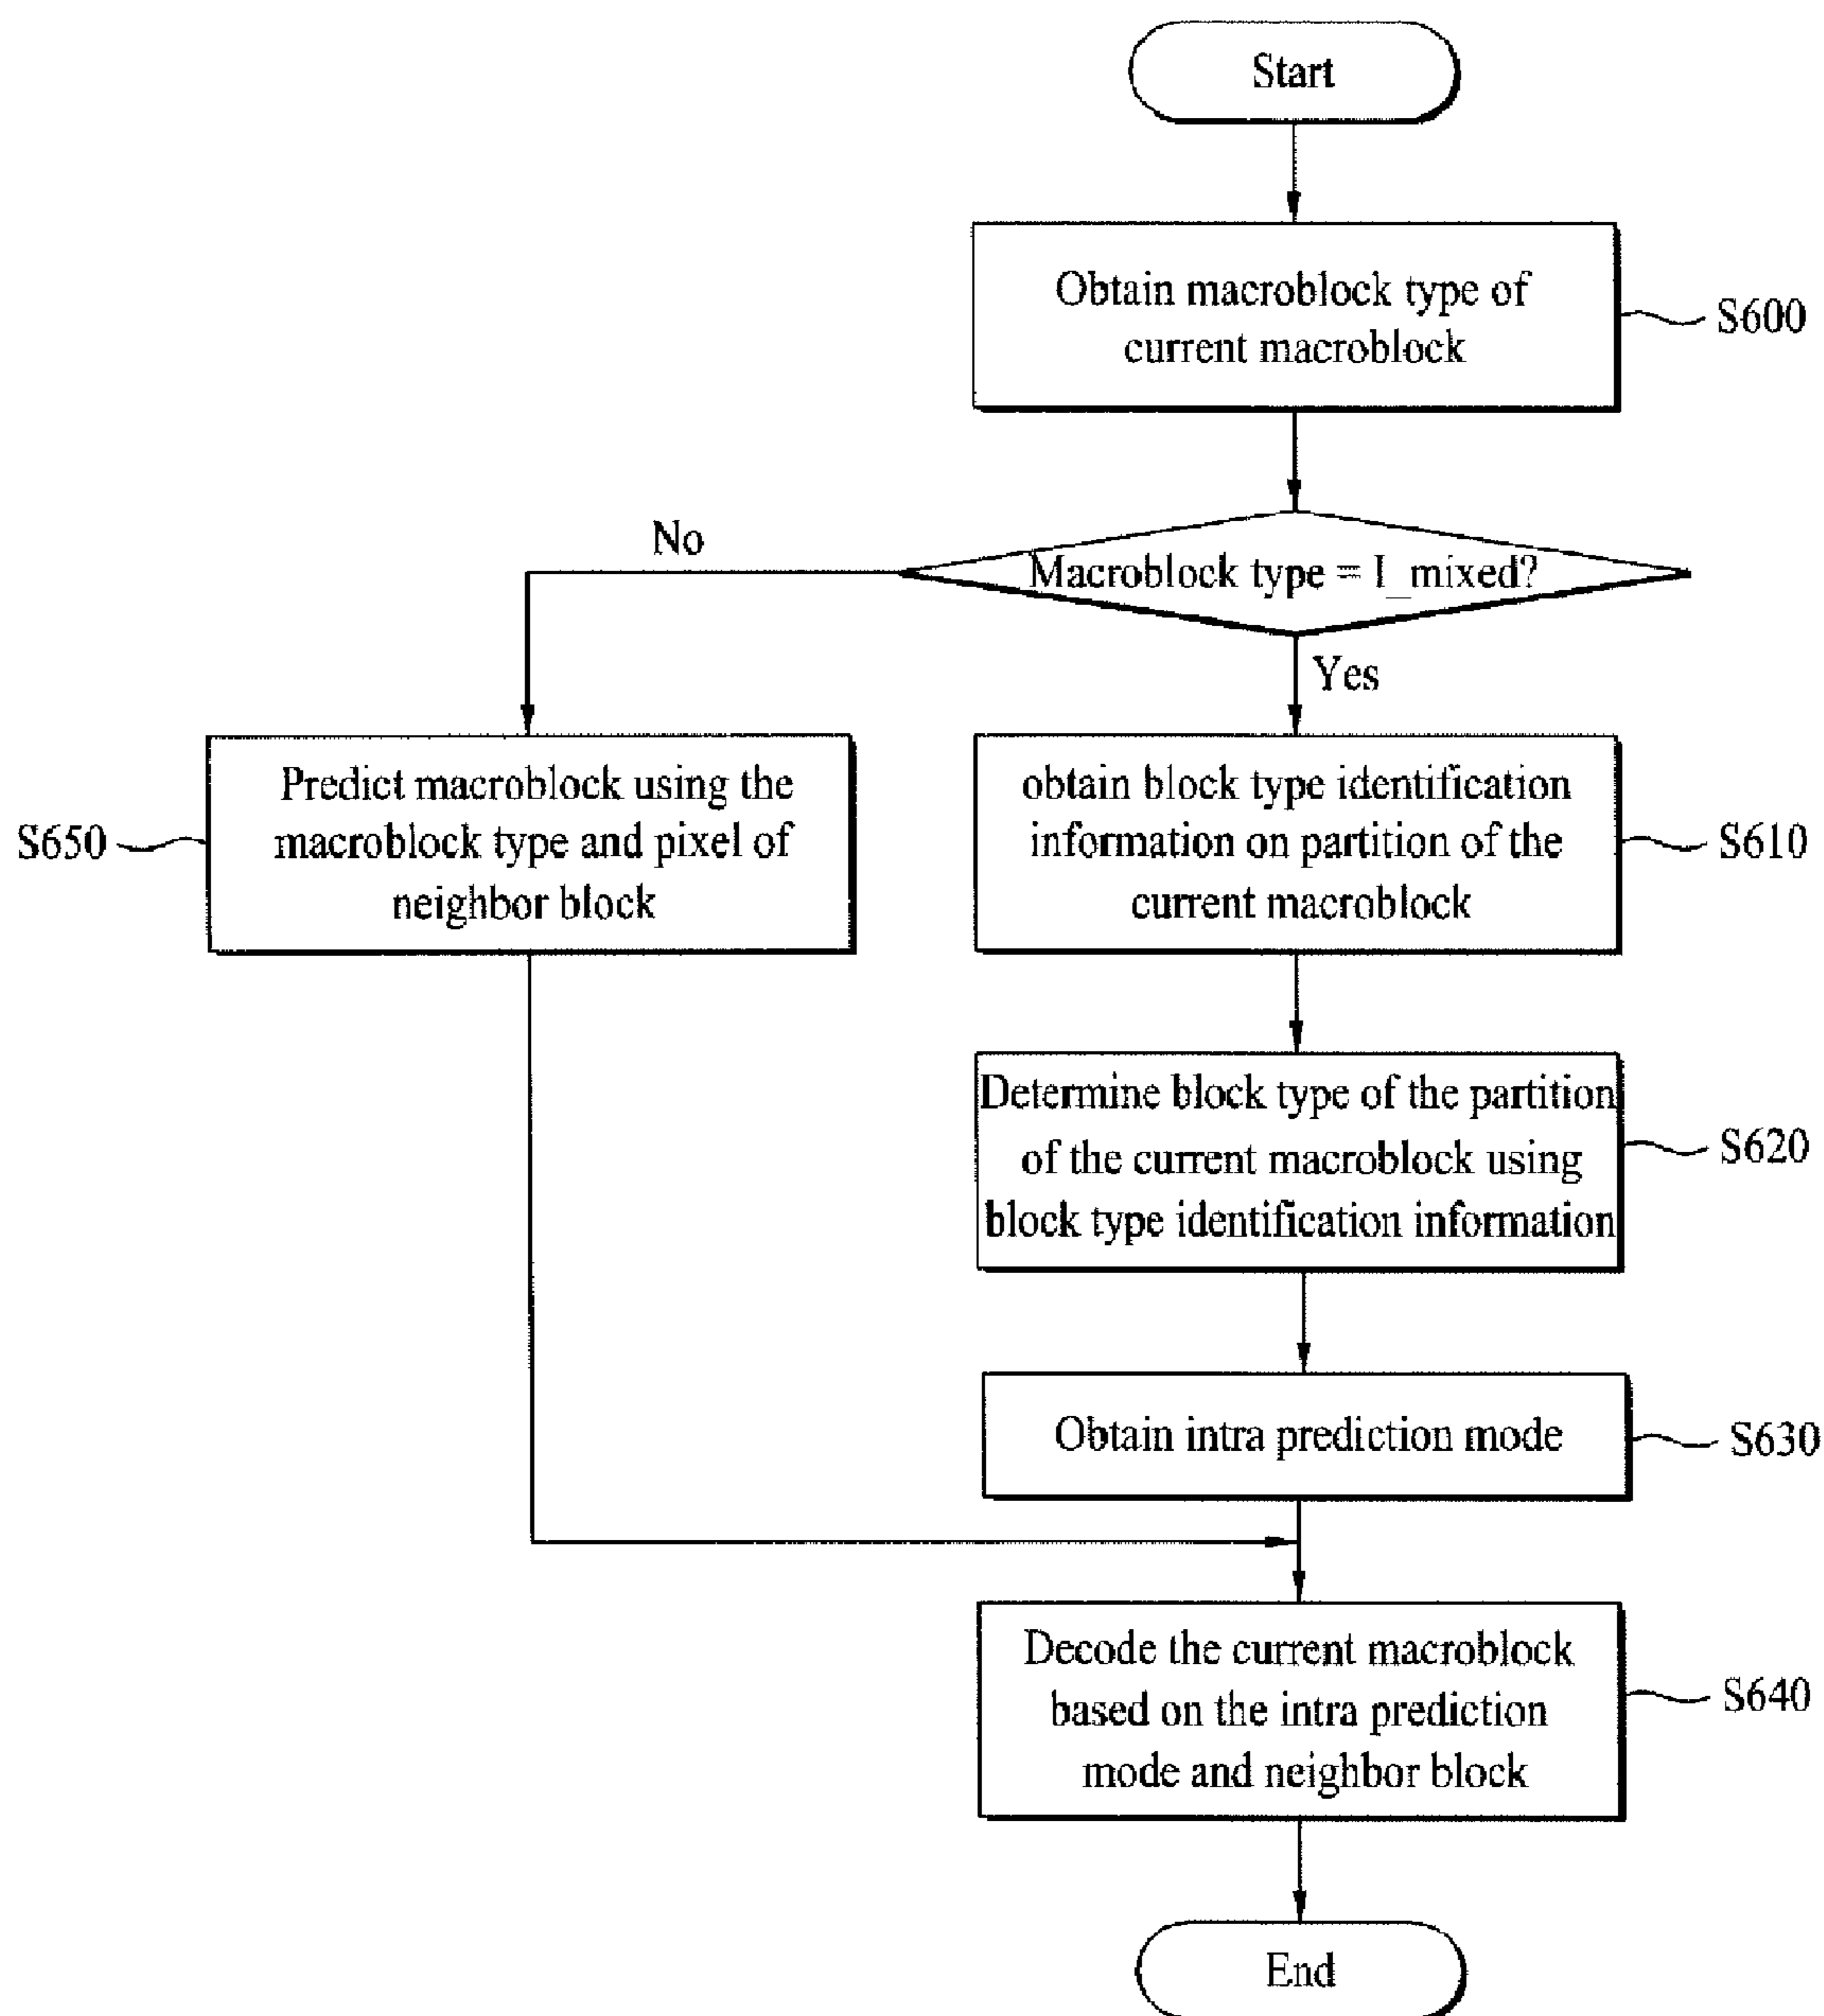 Start
Obtain macroblock type of
current macroblock
S600
Macroblock type = I_mixed?
No
Yes
Predict macroblock using the
macroblock type and pixel of
neighbor block
S650
obtain block type identification
information on partition of the
current macroblock
S610
Determine block type of the partition
of the current macroblock using
block type identification information
S620
Obtain intra prediction mode
S630
Decode the current macroblock
based on the intra prediction
mode and neighbor block
S640
End